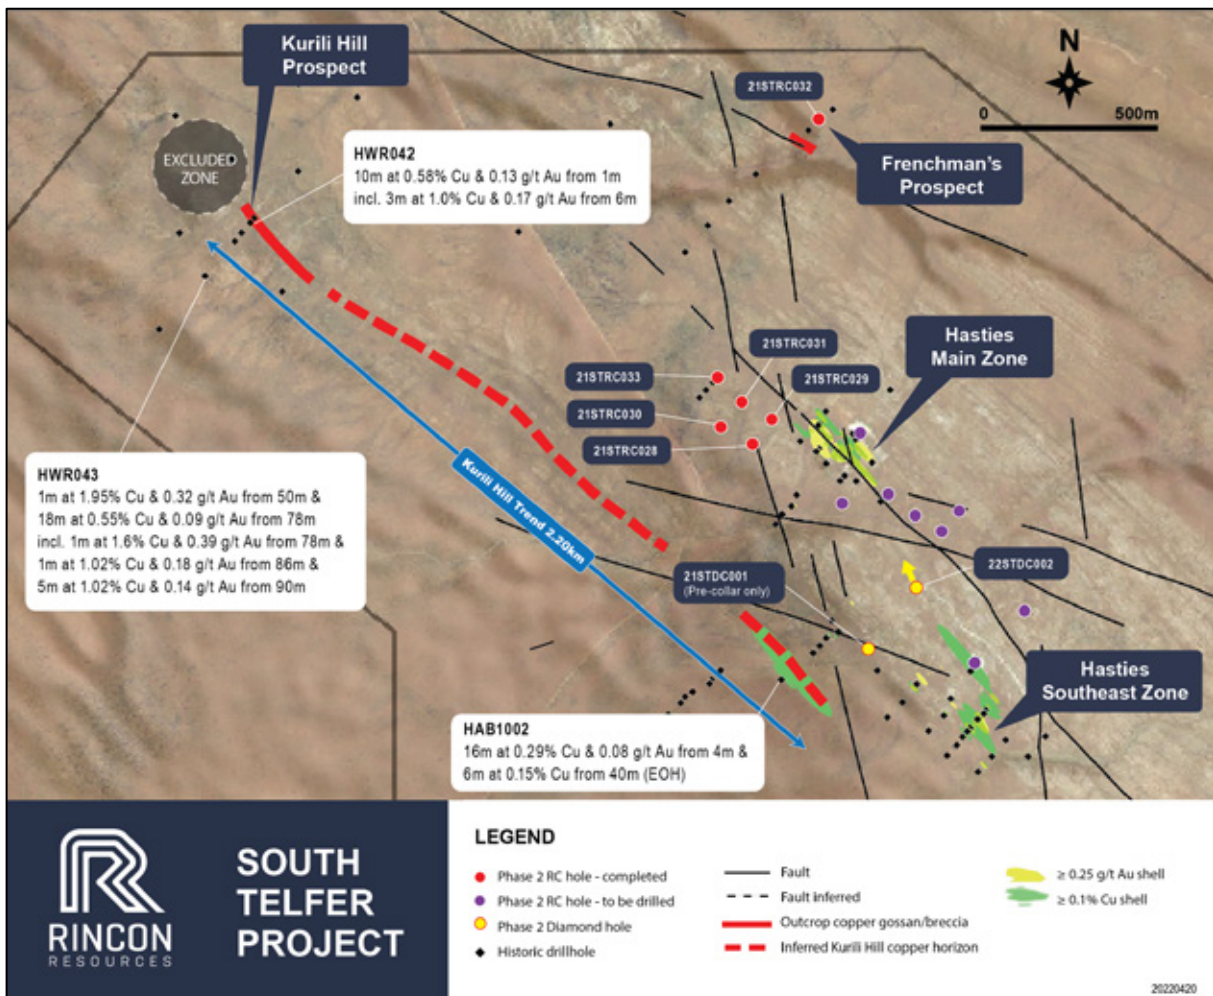 Kurili Hill
Prospect
EXCLUDED
ZONE
HWR042
10m at 0.58% Cu & 0.13 g/t Au from 1m
incl. 3m at 1.0% Cu & 0.17 g/t Au from 6m
21STRC032
N
0 500m
Frenchman's
Prospect
Hasties
Main Zone
21STRC031
21STRC033
21STRC029
21STRC030
21STRC028
HWR043
1m at 1.95% Cu & 0.32 g/t Au from 50m &
18m at 0.55% Cu & 0.09 g/t Au from 78m
incl. 1m at 1.6% Cu & 0.39 g/t Au from 78m &
1m at 1.02% Cu & 0.18 g/t Au from 86m &
5m at 1.02% Cu & 0.14 g/t Au from 90m
Kurili Hill Trend 2.20km
21STDC001
(Pre-collar only)
22STDC002
Hasties
Southeast Zone
HAB1002
16m at 0.29% Cu & 0.08 g/t Au from 4m &
6m at 0.15% Cu from 40m (EOH)
RINCON
RESOURCES
SOUTH
TELFER
PROJECT
LEGEND
Phase 2 RC hole - completed
Phase 2 RC hole - to be drilled
Phase 2 Diamond hole
Historic drillhole
Fault
Fault inferred
Outcrop copper gossan/breccia
Inferred Kurili Hill copper horizon
≥ 0.25 g/t Au shell
≥ 0.1% Cu shell
20220420